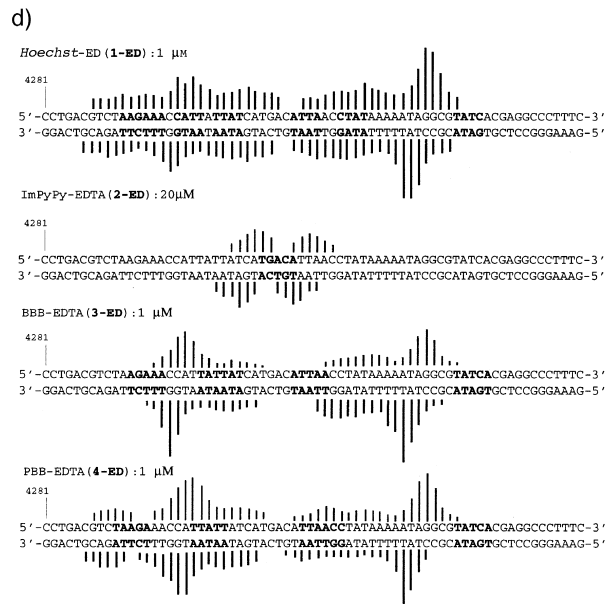 d)
Hoechst-ED(1-ED):1 µM
4281
5′-CCTGACGTCTAAGAAACCATTATTATCATGACATTAACCTATAAAAATAGGCGTATCACGAGGCCCTTTC-3′
3′-GGACTGCAGATTCTTTGGTAATAATAGTACTGTAATTGGATATTTTTATCCGCATAGTGCTCCGGGAAAG-5′
ImPyPy-EDTA(2-ED):20µM
4281
5′-CCTGACGTCTAAGAAACCATTATTATCATGACATTAACCTATAAAAATAGGCGTATCACGAGGCCCTTTC-3′
3′-GGACTGCAGATTCTTTGGTAATAATAGTACTGTAATTGGATATTTTTATCCGCATAGTGCTCCGGGAAAG-5′
BBB-EDTA(3-ED):1 µM
4281
5′-CCTGACGTCTAAGAAACCATTATTATCATGACATTAACCTATAAAAATAGGCGTATCACGAGGCCCTTTC-3′
3′-GGACTGCAGATTCTTTGGTAATAATAGTACTGTAATTGGATATTTTTATCCGCATAGTGCTCCGGGAAAG-5′
PBB-EDTA(4-ED):1 µM
4281
5′-CCTGACGTCTAAGAAACCATTATTATCATGACATTAACCTATAAAAATAGGCGTATCACGAGGCCCTTTC-3′
3′-GGACTGCAGATTCTTTGGTAATAATAGTACTGTAATTGGATATTTTTATCCGCATAGTGCTCCGGGAAAG-5′